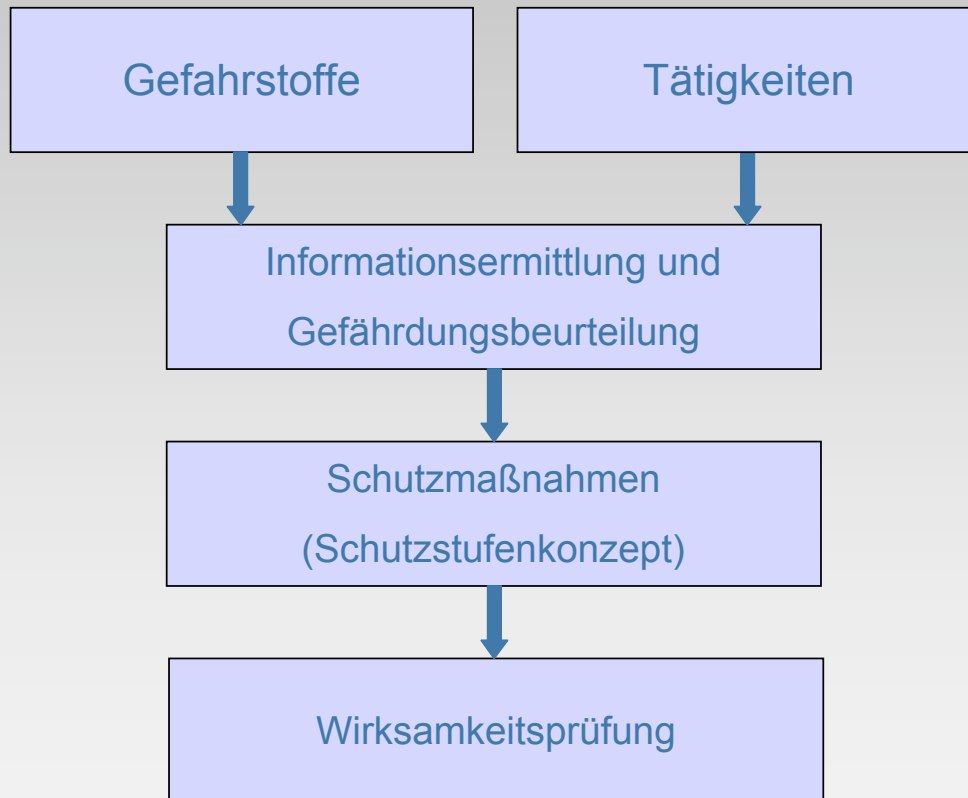 Gefahrstoffe
Tätigkeiten
Informationsermittlung und
Gefährdungsbeurteilung
Schutzmaßnahmen
(Schutzstufenkonzept)
Wirksamkeitsprüfung